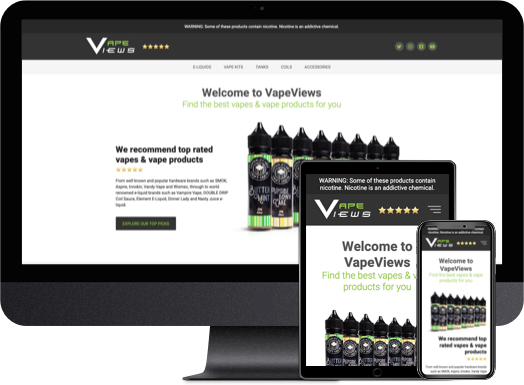 WARNING: Some of these products contain nicotine. Nicotine is an addictive chemical.
VAPE
VIEWS
E-LIQUIDS VAPE KITS TANKS COILS ACCESSORIES
Welcome to VapeViews
Find the best vapes & vape products for you
We recommend top rated
vapes & vape products
From well known and popular hardware brands such as SMOK,
Aspire, Innokin, Vandy Vape and Wismec, through to world
renowned e-liquid brands such as Vampire Vape, DOUBLE DRIP
Coil Sauce, Element E-Liquid, Dinner Lady and Nasty Juice e-
liquid.
EXPLORE OUR TOP PICKS
WARNING: Some of these products contain
nicotine. Nicotine is an addictive chemical.
VAPE
VIEWS
Welcome to
VapeViews
Find the best vapes & vape
products for you
WARNING: Some of these products contain
nicotine. Nicotine is an addictive chemical.
VAPE
VIEWS
Welcome to
VapeViews
Find the best vapes & vape
products for you
We recommend top
rated vapes & vape
products
From well known and popular hardware
brands such as SMOK, Aspire, Innokin, Vandy Vape